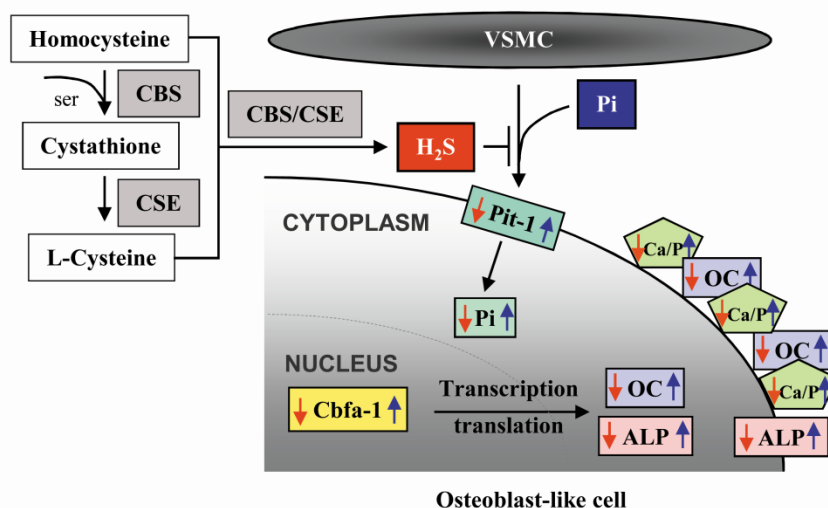 Homocysteine
VSMC
ser
CBS
CBS/CSE
Pi
Cystathione
H₂S
CSE
CYTOPLASM
Pit-1
L-Cysteine
Ca/P
OC
Ca/P
Pi
OC
NUCLEUS
Ca/P
Cbfa-1
Transcription
translation
OC
ALP
ALP
Osteoblast-like cell